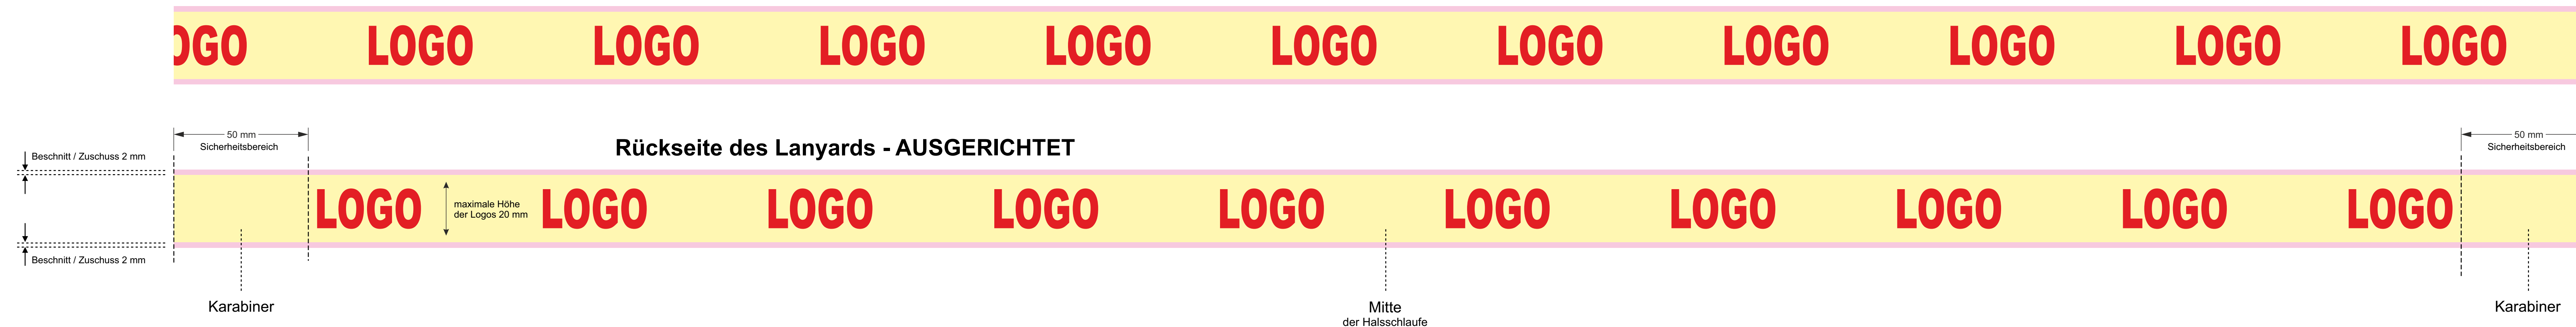 OGO LOGO LOGO LOGO LOGO LOGO LOGO LOGO LOGO LOGO LOGO
50 mm
Sicherheitsbereich
Rückseite des Lanyards - AUSGERICHTET
50 mm
Sicherheitsbereich
Beschnitt / Zuschuss 2 mm
LOGO LOGO LOGO LOGO LOGO LOGO LOGO LOGO LOGO LOGO
maximale Höhe
der Logos 20 mm
Beschnitt / Zuschuss 2 mm
Karabiner
Mitte
der Halsschlaufe
Karabiner